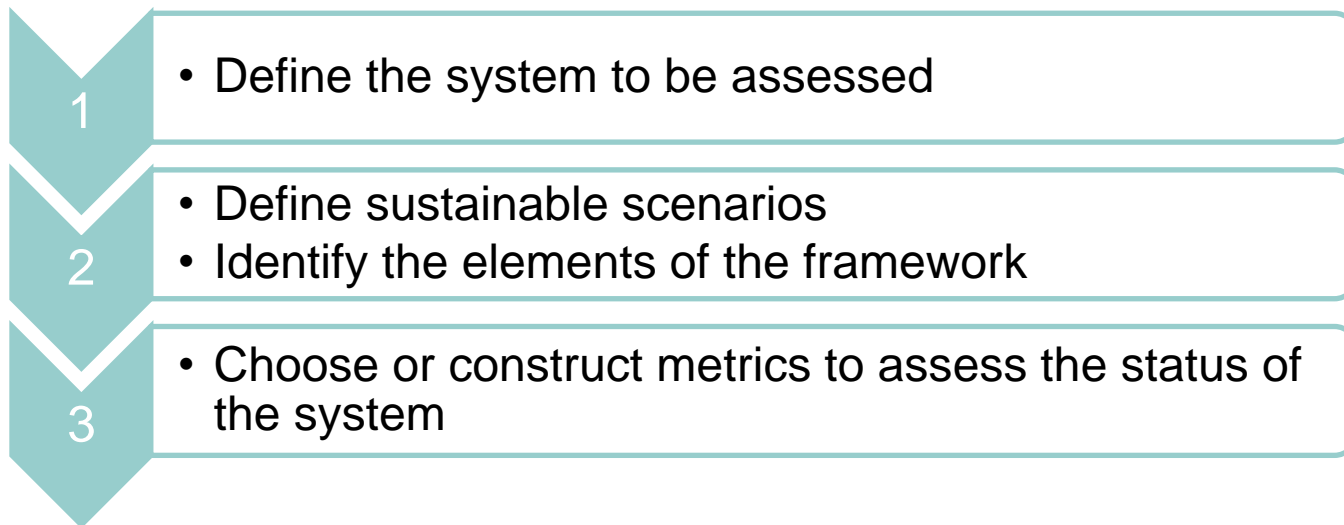 1
• Define the system to be assessed
2
• Define sustainable scenarios
• Identify the elements of the framework
3
• Choose or construct metrics to assess the status of
the system